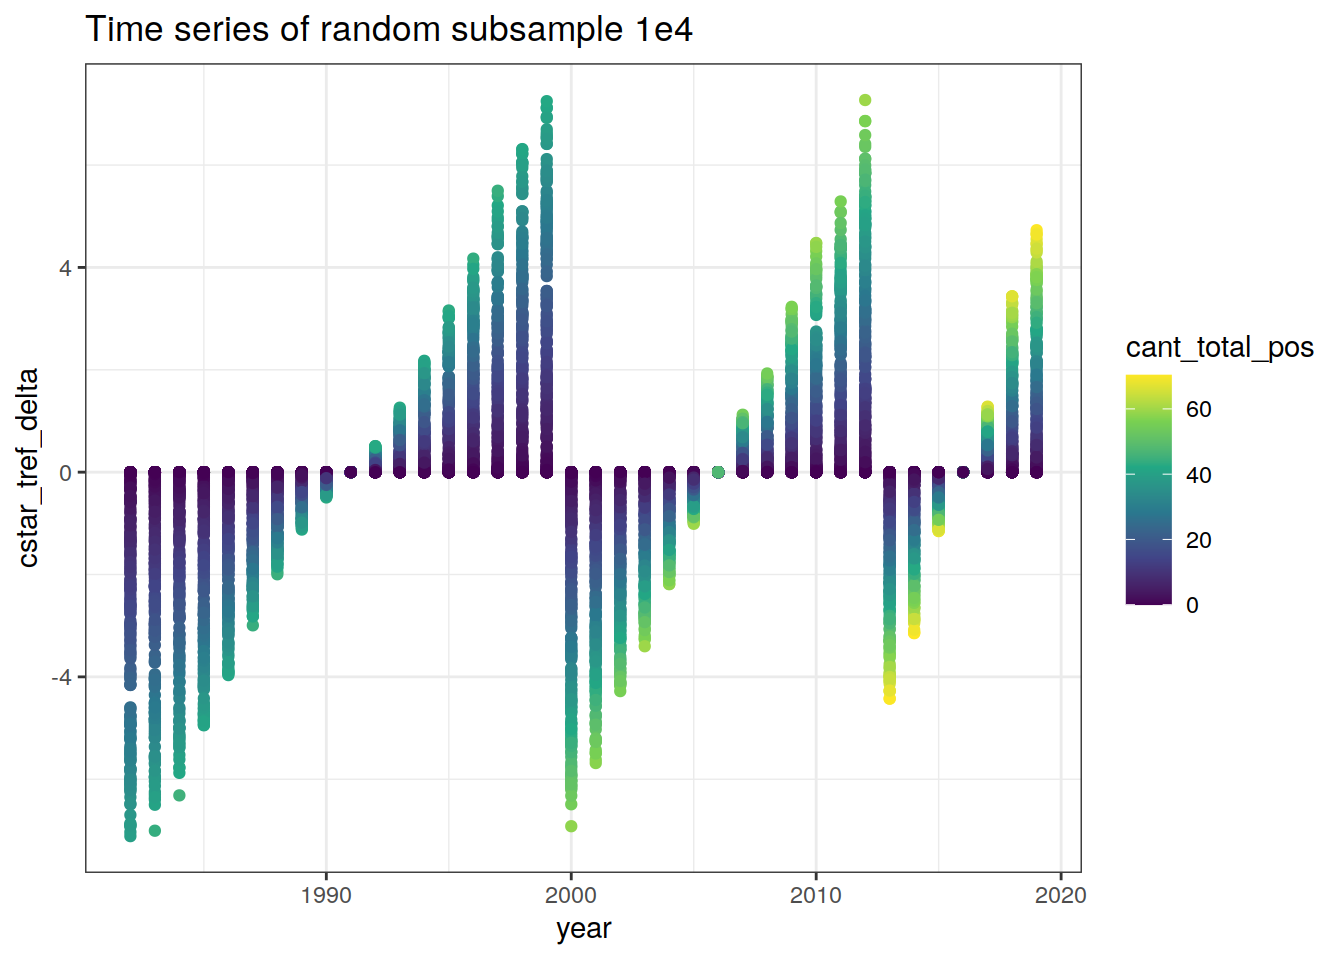 Time series of random subsample 1e4
cstar_tref_delta
4
0
-4
1990
2000
2010
2020
year
cant_total_pos
60
40
20
0